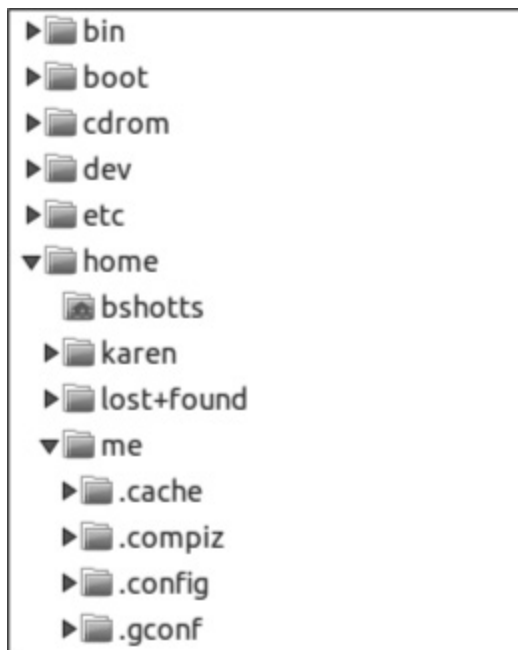 bin
boot
cdrom
dev
etc
home
bshotts
karen
lost+found
me
.cache
.compiz
.config
.gconf